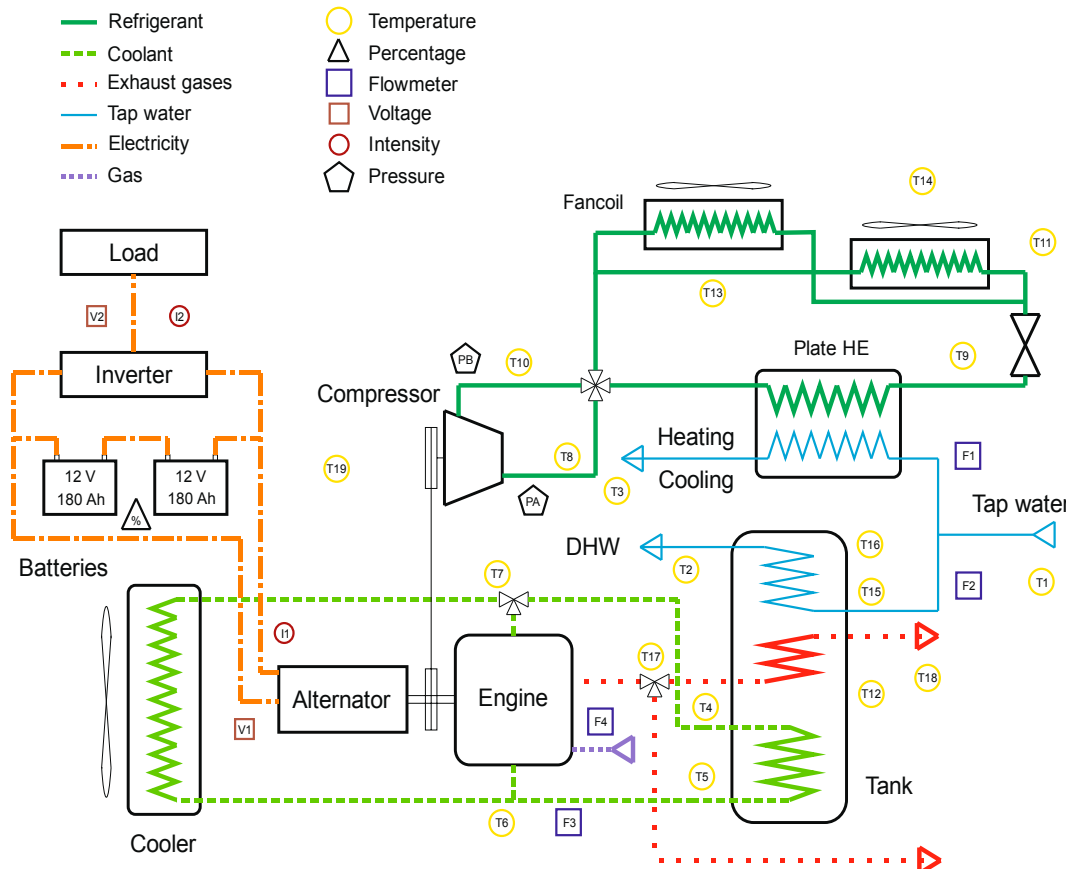 Refrigerant
Coolant
Exhaust gases
Tap water
Electricity
Gas
Temperature
Percentage
Flowmeter
Voltage
Intensity
Pressure
Fancoil
T14
T11
T13
Load
V2
I2
Inverter
PB
T10
Plate HE
T9
Compressor
12 V
180 Ah
12 V
180 Ah
%
T19
T8
PA
Heating
Cooling
T3
F1
Tap water
Batteries
DHW
T2
T16
T15
F2
T1
T7
I1
T17
T18
T12
Alternator
Engine
V1
F4
T4
T5
Tank
T6
F3
Cooler